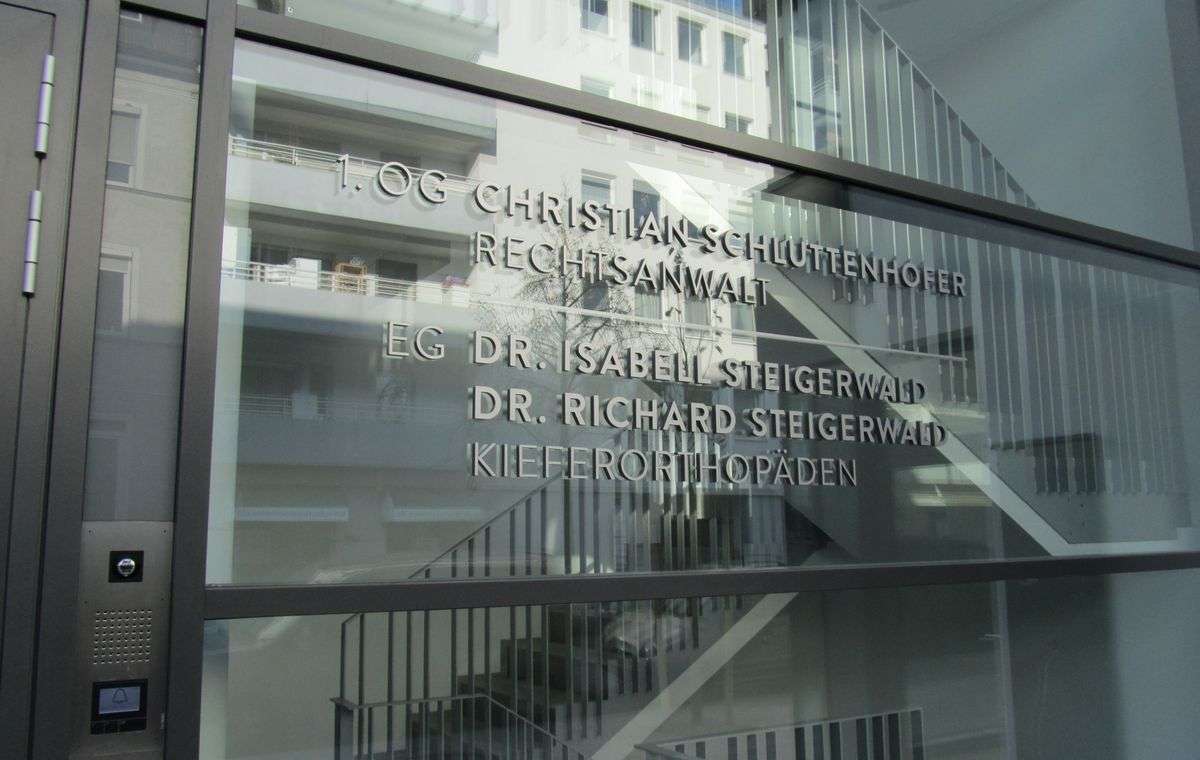 1. OG CHRISTIAN SCHLUTTENHOFER
RECHTSANWALT
EG DR. ISABELL STEIGERWALD
DR. RICHARD STEIGERWALD
KIEFERORTHOPÄDEN